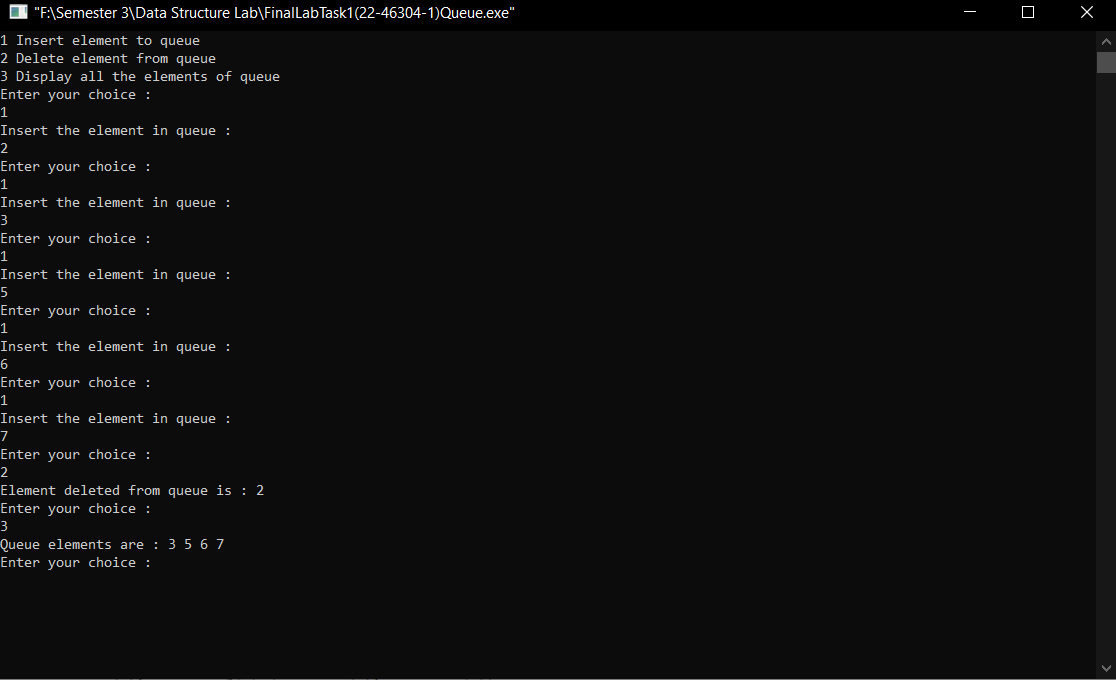 "F:\Semester 3\Data Structure Lab\FinalLabTask1(22-46304-1)Queue.exe"
1 Insert element to queue
2 Delete element from queue
3 Display all the elements of queue
Enter your choice :
1
Insert the element in queue :
2
Enter your choice :
1
Insert the element in queue :
3
Enter your choice :
1
Insert the element in queue :
5
Enter your choice :
1
Insert the element in queue :
6
Enter your choice :
1
Insert the element in queue :
7
Enter your choice :
2
Element deleted from queue is : 2
Enter your choice :
3
Queue elements are : 3 5 6 7
Enter your choice :